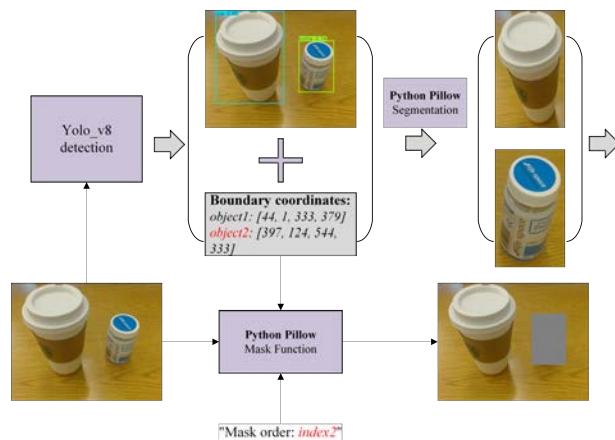 Yolo_v8
detection
Python Pillow
Segmentation
Boundary coordinates:
object1: [44, 1, 333, 379]
object2: [397, 124, 544,
333]
Python Pillow
Mask Function
"Mask order: index2"